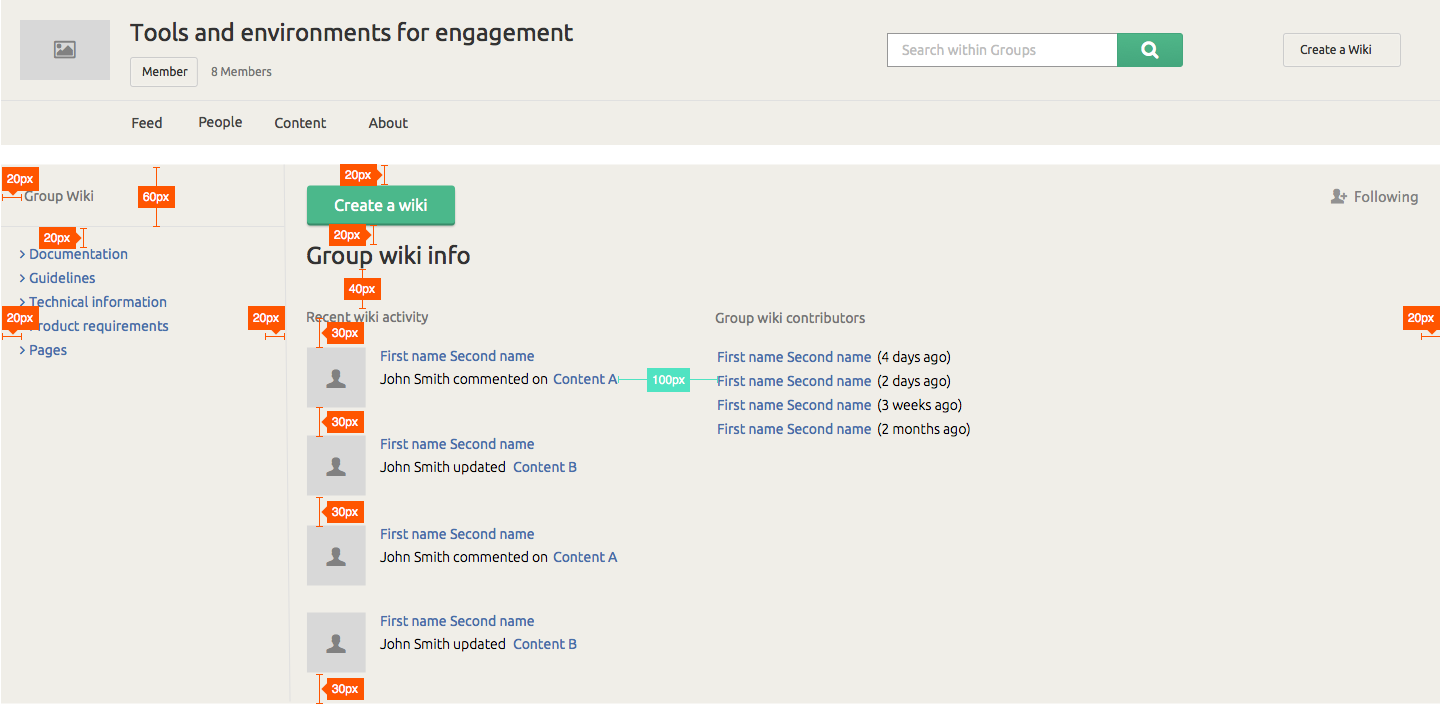 Tools and environments for engagement
Member 8 Members
Search within Groups
Create a Wiki
Feed People Content About
20px
Group Wiki
60px
20px
Documentation
Guidelines
Technical information
20px
Product requirements
20px
Pages
20px
Create a wiki
Following
20px
Group wiki info
40px
Recent wiki activity
30px
First name Second name
John Smith commented on Content A
100px
30px
First name Second name
John Smith updated Content B
30px
First name Second name
John Smith commented on Content A
First name Second name
John Smith updated Content B
30px
Group wiki contributors
First name Second name (4 days ago)
First name Second name (2 days ago)
First name Second name (3 weeks ago)
First name Second name (2 months ago)
20px